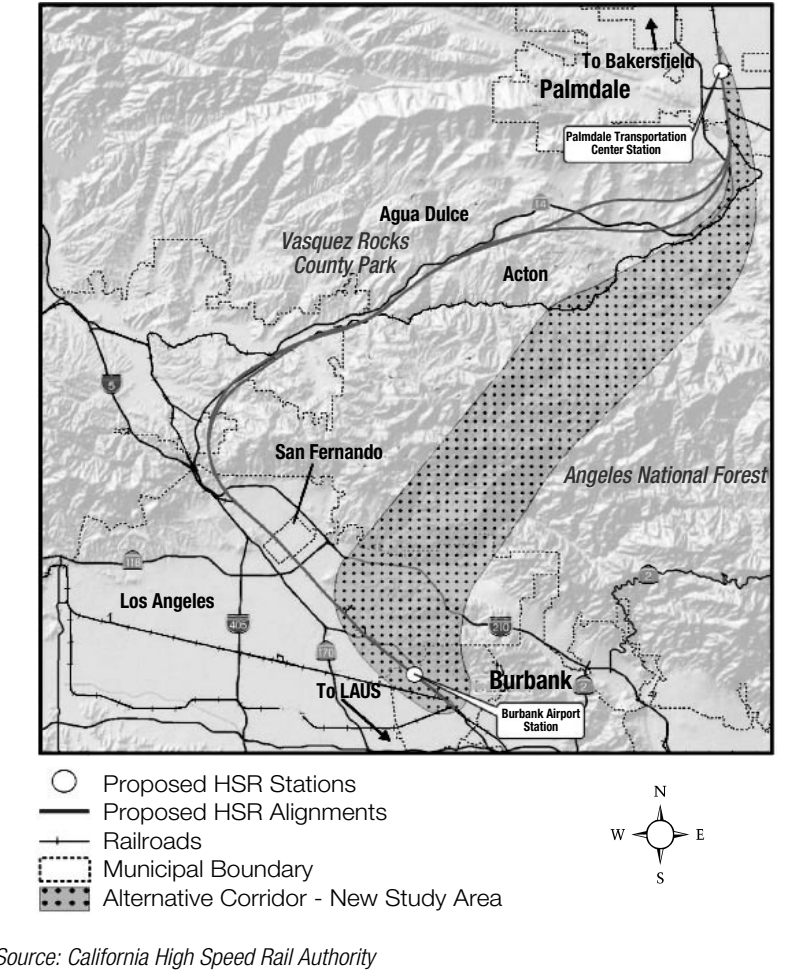 To Bakersfield
Palmdale
Palmdale Transportation
Center Station
14
Agua Dulce
Vasquez Rocks
County Park
Acton
5
San Fernando
Angeles National Forest
118
2
Los Angeles
405
210
170
To LAUS
Burbank
2
Burbank Airport
Station
Proposed HSR Stations
Proposed HSR Alignments
Railroads
Municipal Boundary
Alternative Corridor - New Study Area
N
W
E
S
Source: California High Speed Rail Authority